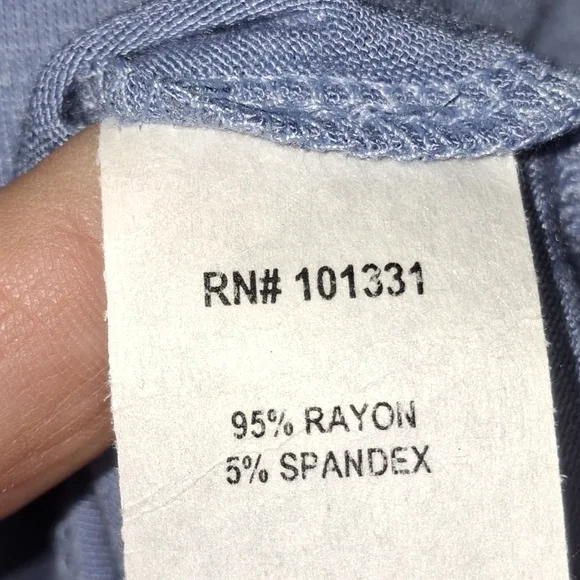 RN# 101331
95% RAYON
5% SPANDEX